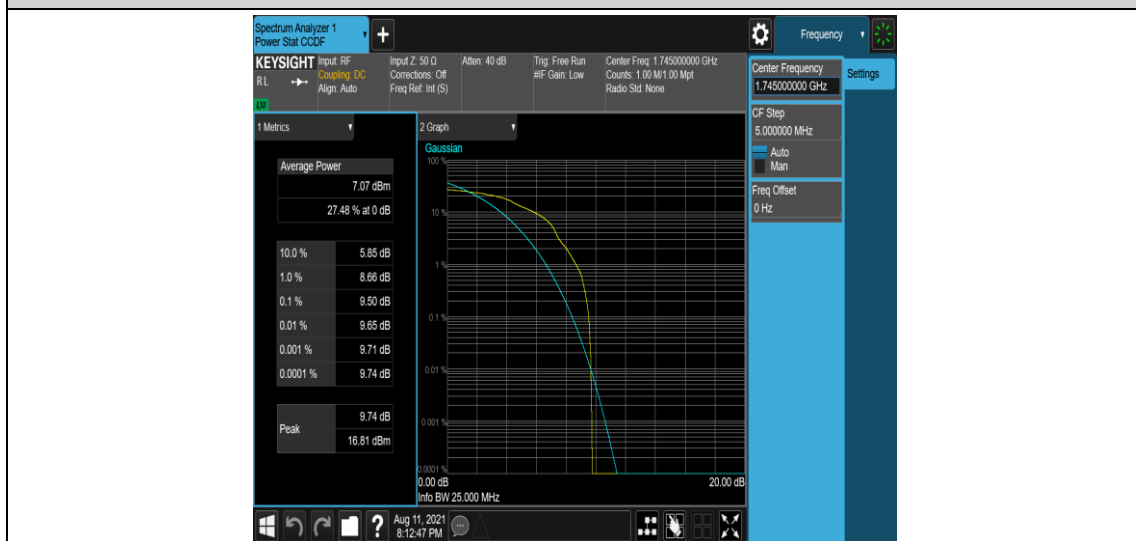 Spectrum Analyzer 1
Power Stat CCDF
+
Frequency
KEYSIGHT
RL
LXI
Input: RF
Coupling: DC
Align: Auto
Input Z: 50 Ω
Corrections: Off
Freq Ref: Int (S)
Atten: 40 dB
Trig: Free Run
#IF Gain: Low
Center Freq: 1.745000000 GHz
Counts: 1.00 M/1.00 Mpt
Radio Std: None
Center Frequency
1.745000000 GHz
Settings
CF Step
5.000000 MHz
Auto
Man
Freq Offset
0 Hz
1 Metrics
Average Power
7.07 dBm
27.48 % at 0 dB
10.0 % 5.85 dB
1.0 % 8.66 dB
0.1 % 9.50 dB
0.01 % 9.65 dB
0.001 % 9.71 dB
0.0001 % 9.74 dB
Peak
9.74 dB
16.81 dBm
2 Graph
Gaussian
100 %
10 %
1 %
0.1 %
0.01 %
0.001 %
0.0001 %
0.00 dB 20.00 dB
Info BW 25.000 MHz
?
Aug 11, 2021
8:12:47 PM